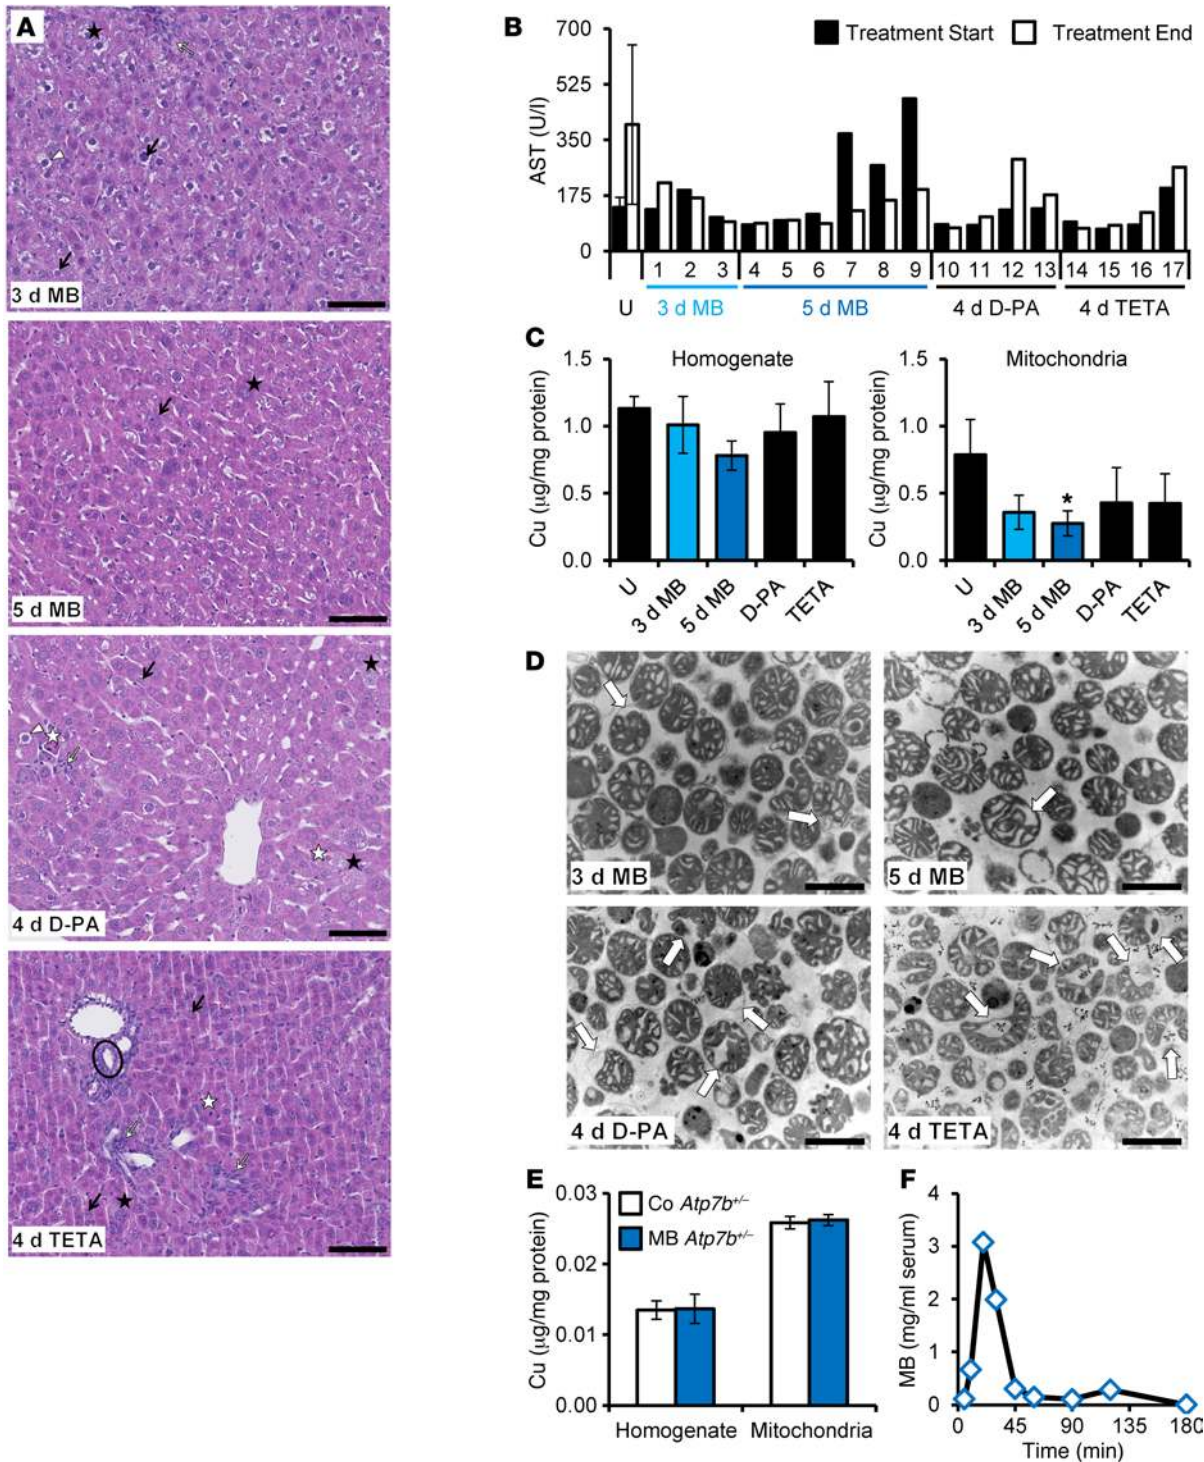 A
3 d MB
5 d MB
4 d D-PA
4 d TETA
B
Treatment Start
Treatment End
AST (U/l)
700
525
350
175
0
1 2 3 4 5 6 7 8 9 10 11 12 13 14 15 16 17
U
3 d MB
5 d MB
4 d D-PA
4 d TETA
C
Homogenate
Cu (µg/mg protein)
1.5
1.0
0.5
0.0
U
3 d MB
5 d MB
D-PA
TETA
Mitochondria
Cu (µg/mg protein)
1.5
1.0
0.5
0.0
*
U
3 d MB
5 d MB
D-PA
TETA
D
3 d MB
5 d MB
4 d D-PA
4 d TETA
E
Cu (µg/mg protein)
0.03
0.02
0.01
0.00
Co Atp7b+/–
MB Atp7b+/–
Homogenate
Mitochondria
F
MB (mg/ml serum)
4
3
2
1
0
0 45 90 135 180
Time (min)